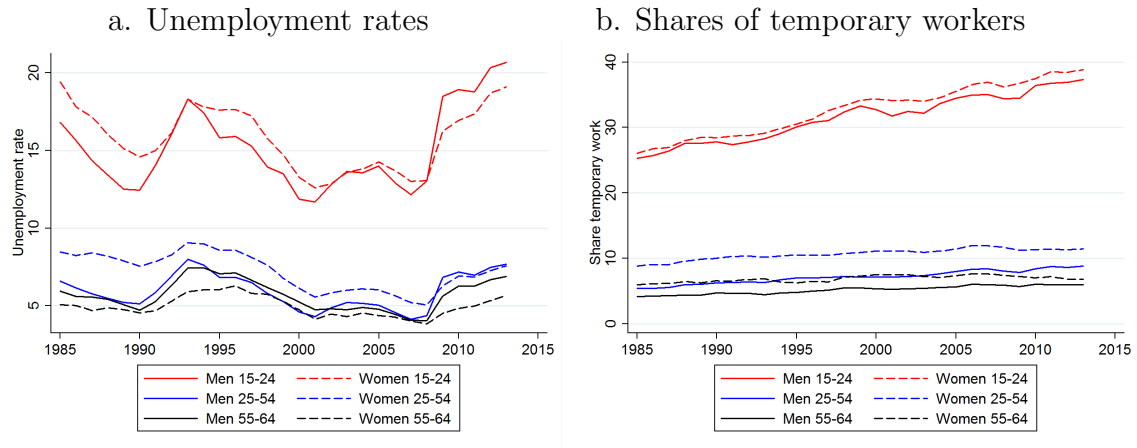 a. Unemployment rates
Unemployment rate
20
15
10
5
1985 1990 1995 2000 2005 2010 2015
Men 15-24 Women 15-24
Men 25-54 Women 25-54
Men 55-64 Women 55-64
b. Shares of temporary workers
Share temporary work
40
30
20
10
0
1985 1990 1995 2000 2005 2010 2015
Men 15-24 Women 15-24
Men 25-54 Women 25-54
Men 55-64 Women 55-64